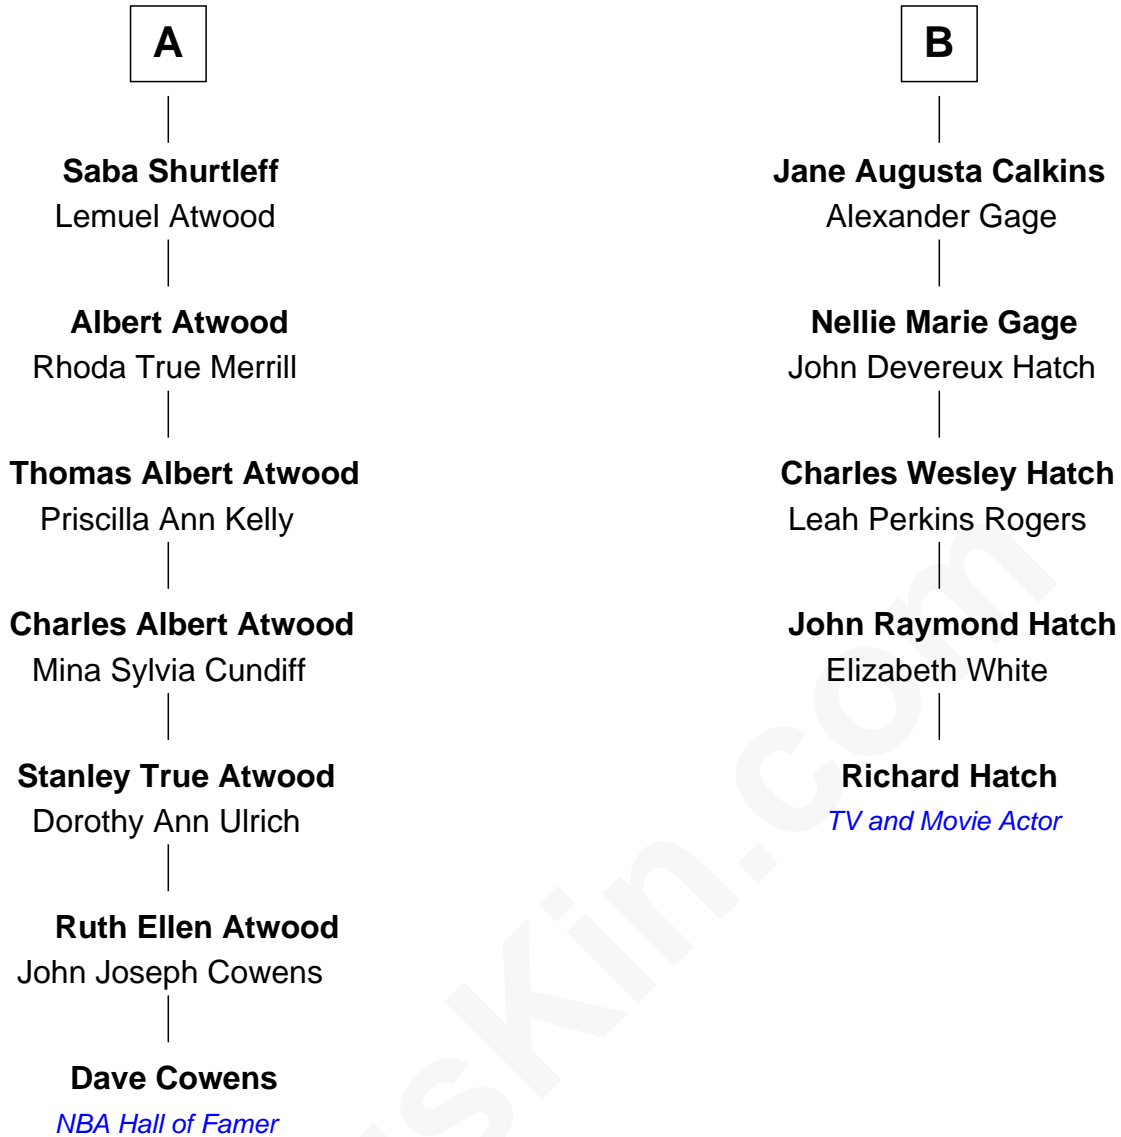 A
Saba Shurtleff
Lemuel Atwood
Albert Atwood
Rhoda True Merrill
Thomas Albert Atwood
Priscilla Ann Kelly
Charles Albert Atwood
Mina Sylvia Cundiff
Stanley True Atwood
Dorothy Ann Ulrich
Ruth Ellen Atwood
John Joseph Cowens
Dave Cowens
NBA Hall of Famer
B
Jane Augusta Calkins
Alexander Gage
Nellie Marie Gage
John Devereux Hatch
Charles Wesley Hatch
Leah Perkins Rogers
John Raymond Hatch
Elizabeth White
Richard Hatch
TV and Movie Actor
sKin.com